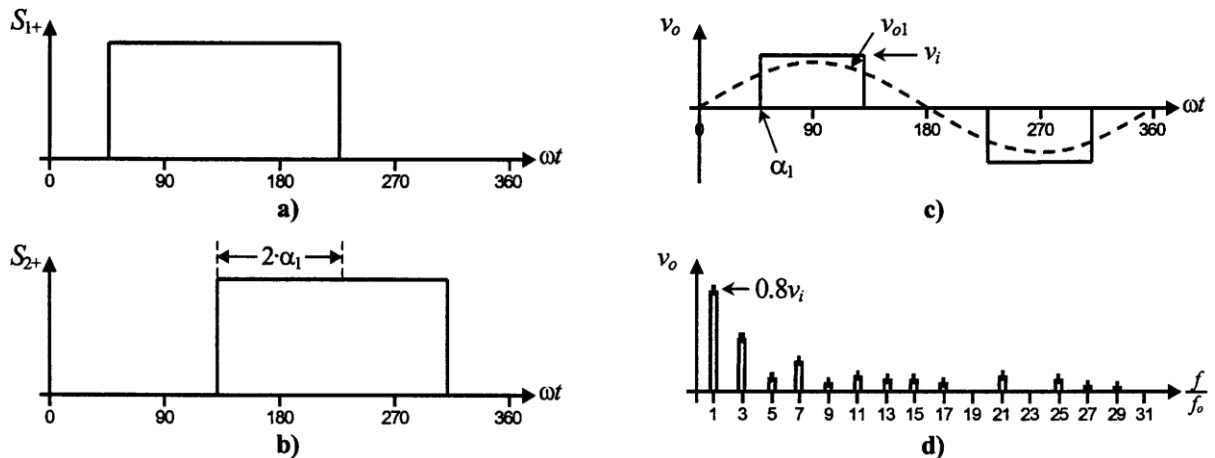 S1+
ωt
0 90 180 270 360
a)
S2+
2·α1
ωt
0 90 180 270 360
b)
vo
vo1
vi
ωt
0 90 180 270 360
α1
c)
vo
0.8vi
1 3 5 7 9 11 13 15 17 19 21 23 25 27 29 31
f/fo
d)